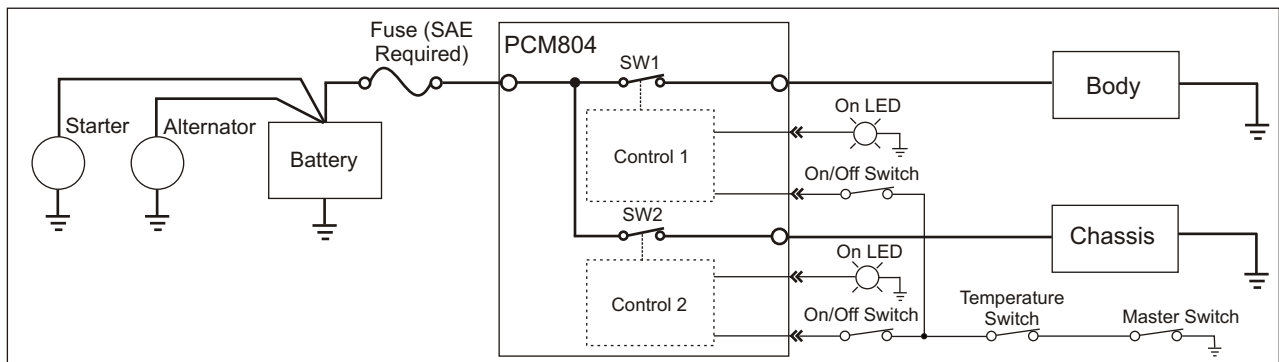 Fuse (SAE
Required)
PCM804
SW1
Body
On LED
Starter
Alternator
Battery
Control 1
On/Off Switch
SW2
Chassis
On LED
Control 2
Temperature
Switch
On/Off Switch
Master Switch